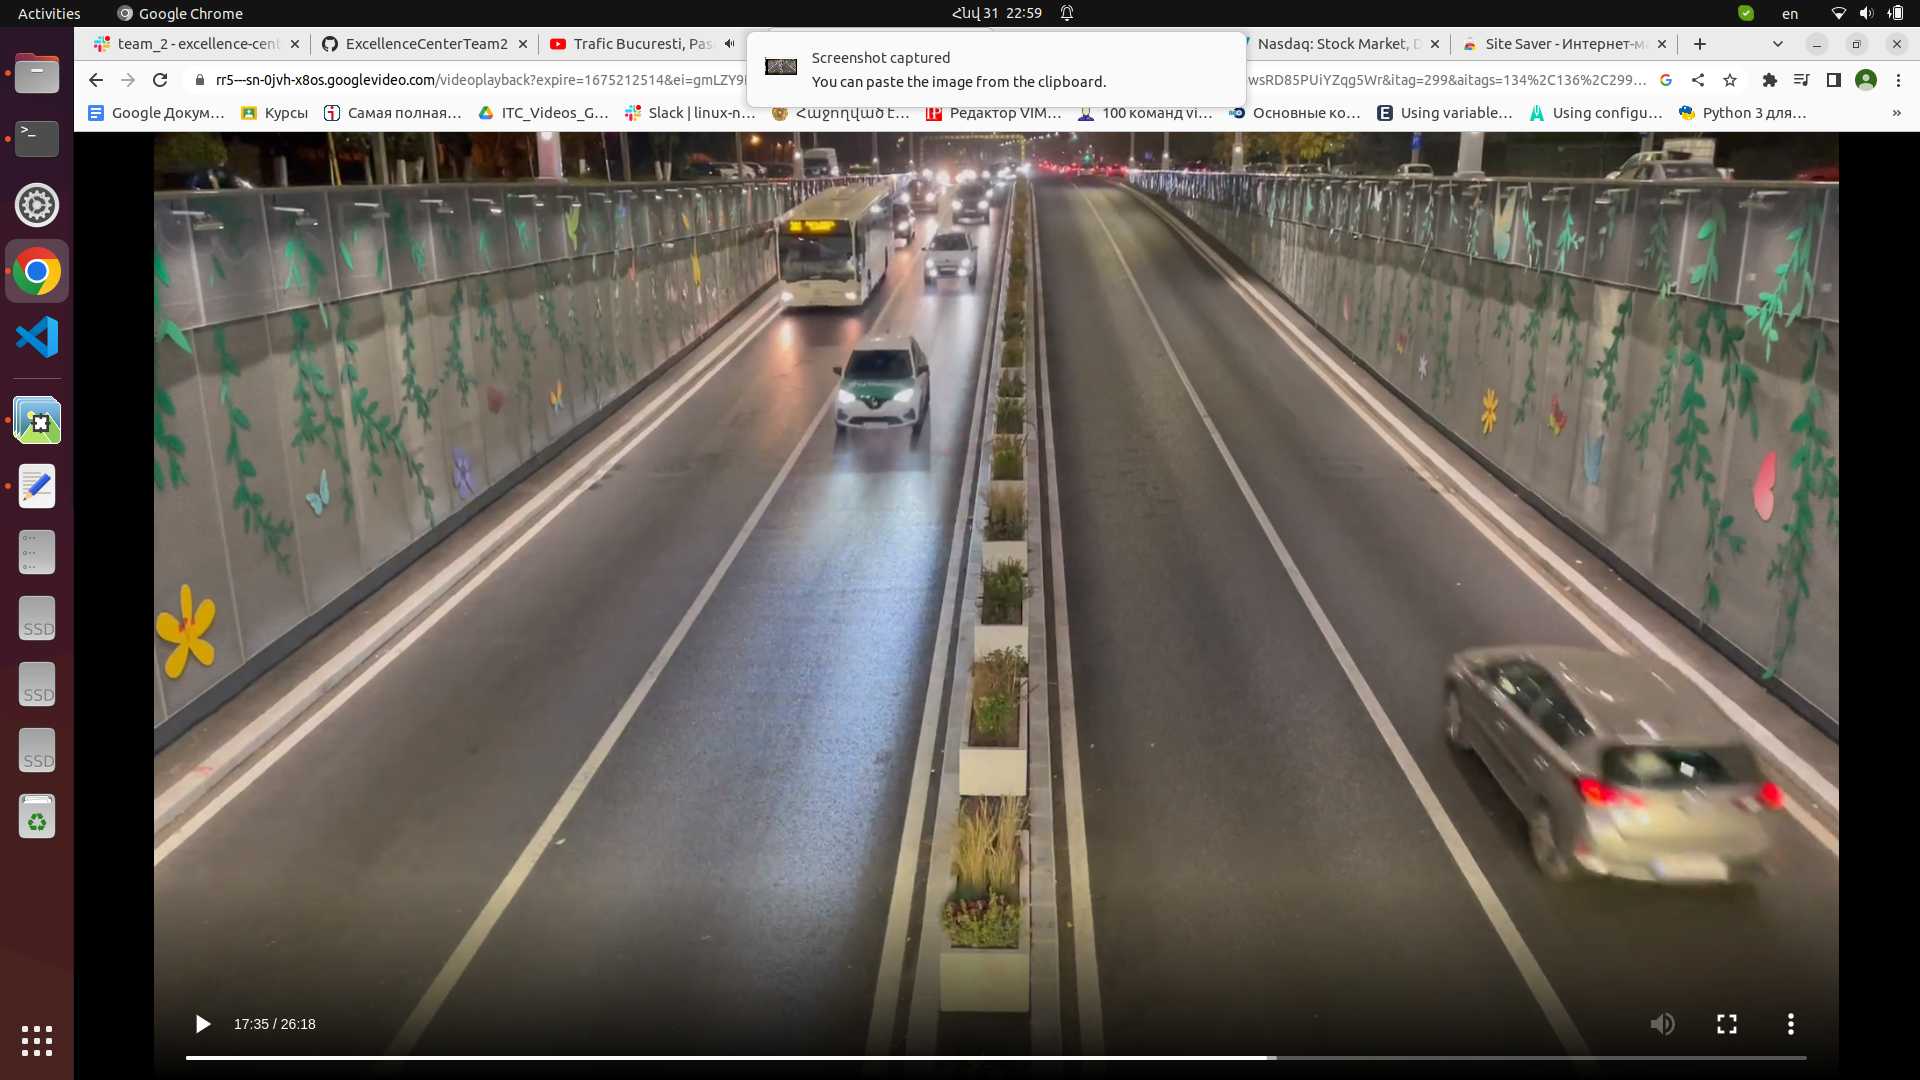 Activities
Google Chrome
Հնվ 31 22:59
en
team_2 - excellence-cent
ExcellenceCenterTeam2
Trafic Bucuresti, Pasa
Nasdaq: Stock Market, D
Site Saver - Интернет-ма
Screenshot captured
You can paste the image from the clipboard.
rr5---sn-0jvh-x8os.googlevideo.com/videoplayback?expire=1675212514&ei=gmLZY9
wsRD85PUiYZqg5Wr&itag=299&aitags=134%2C136%2C299...
Google Докум...
Курсы
Самая полная...
ITC_Videos_G...
Slack | linux-n...
Հաջողված է...
Редактор VIM...
100 команд vi...
Основные ко...
Using variable...
Using configu...
Python 3 для...
»
SSD
SSD
SSD
17:35 / 26:18